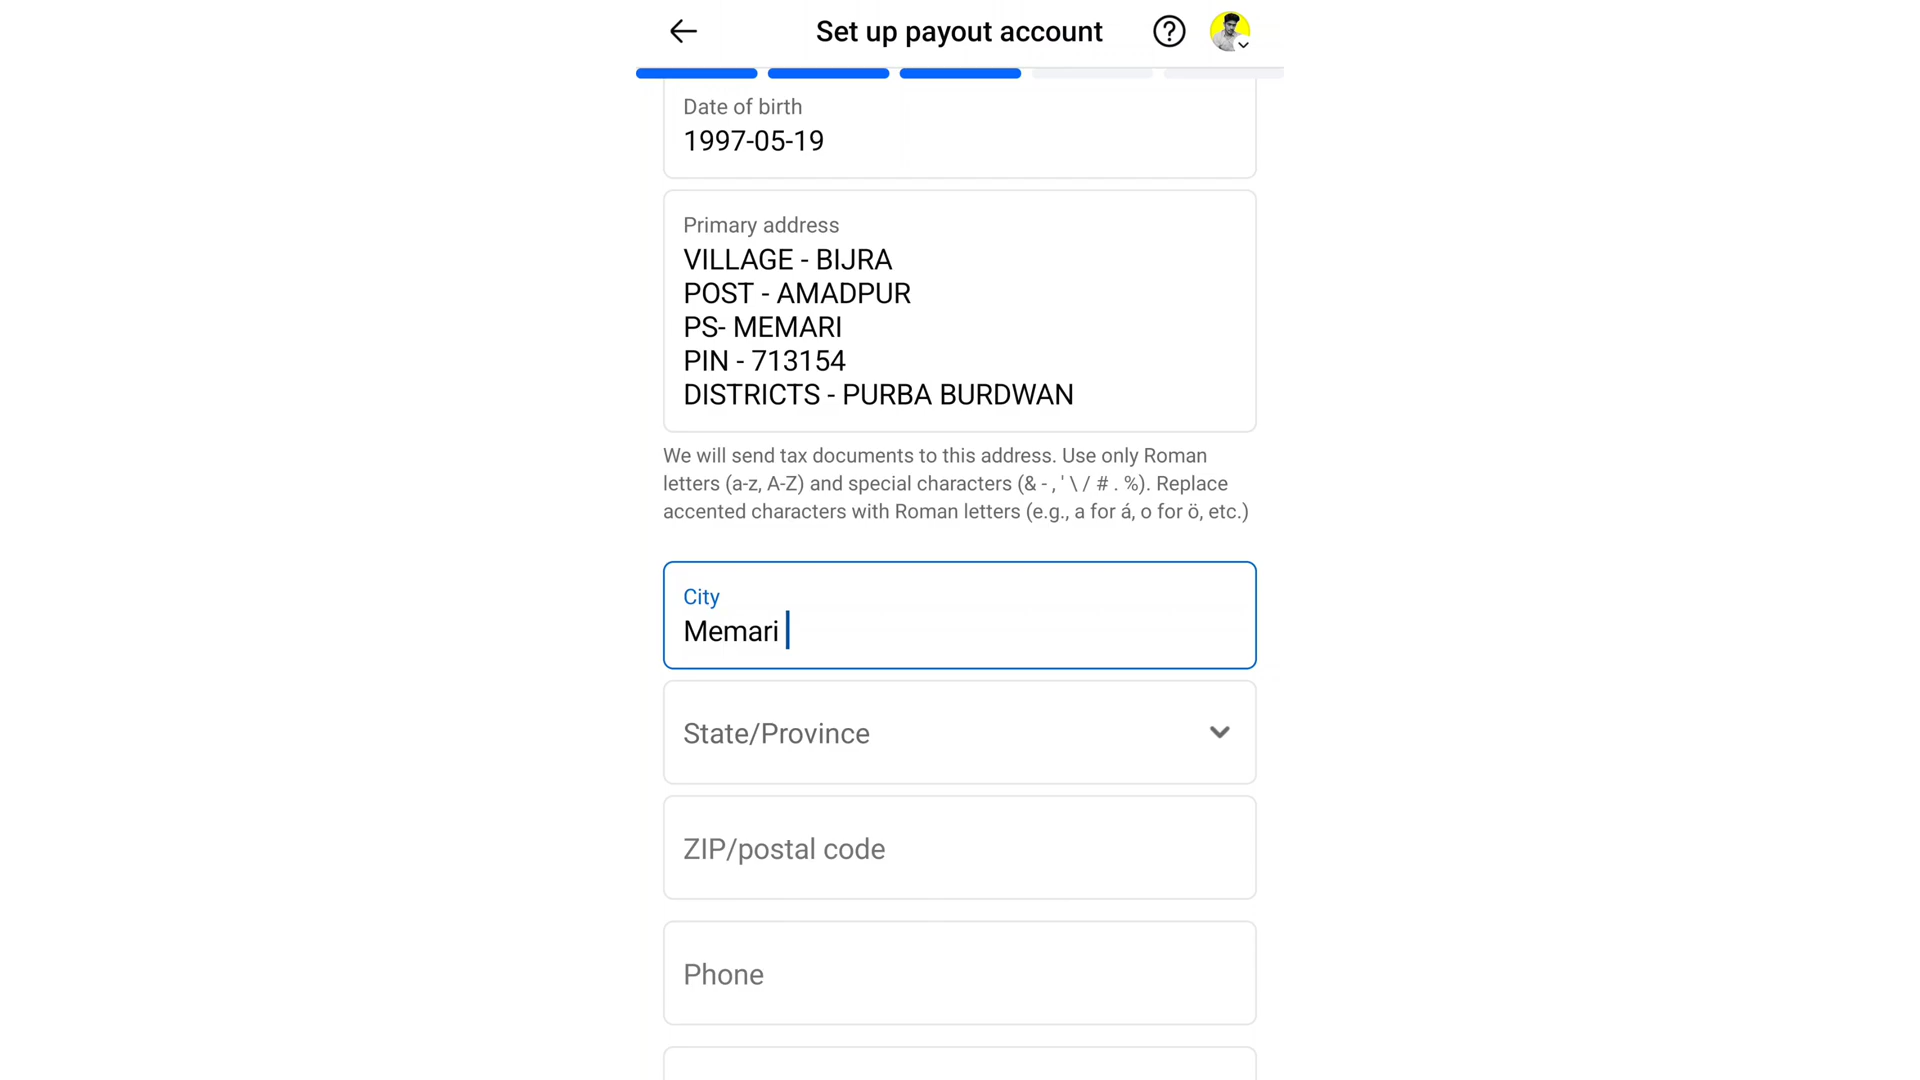 Set up payout account
Date of birth
1997-05-19
Primary address
VILLAGE - BIJRA
POST - AMADPUR
PS- MEMARI
PIN - 713154
DISTRICTS - PURBA BURDWAN
We will send tax documents to this address. Use only Roman
letters (a-z, A-Z) and special characters (& - , ' \ / # . %). Replace
accented characters with Roman letters (e.g., a for á, o for ö, etc.)
City
Memari
State/Province
ZIP/postal code
Phone